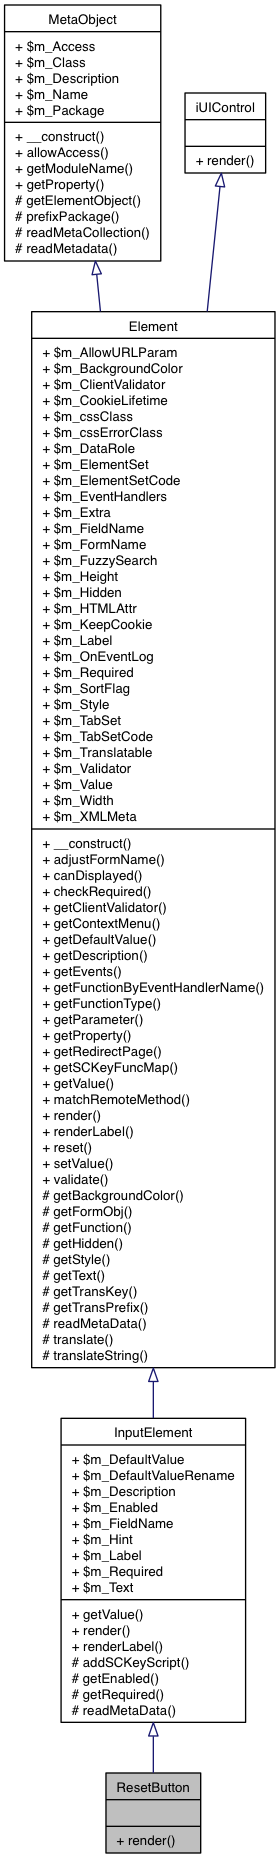 MetaObject
+ $m_Access
+ $m_Class
+ $m_Description
+ $m_Name
+ $m_Package
+ __construct()
+ allowAccess()
+ getModuleName()
+ getProperty()
# getElementObject()
# prefixPackage()
# readMetaCollection()
# readMetadata()
iUIControl
+ render()
Element
+ $m_AllowURLParam
+ $m_BackgroundColor
+ $m_ClientValidator
+ $m_CookieLifetime
+ $m_cssClass
+ $m_cssErrorClass
+ $m_DataRole
+ $m_ElementSet
+ $m_ElementSetCode
+ $m_EventHandlers
+ $m_Extra
+ $m_FieldName
+ $m_FormName
+ $m_FuzzySearch
+ $m_Height
+ $m_Hidden
+ $m_HTMLAttr
+ $m_KeepCookie
+ $m_Label
+ $m_OnEventLog
+ $m_Required
+ $m_SortFlag
+ $m_Style
+ $m_TabSet
+ $m_TabSetCode
+ $m_Translatable
+ $m_Validator
+ $m_Value
+ $m_Width
+ $m_XMLMeta
+ __construct()
+ adjustFormName()
+ canDisplayed()
+ checkRequired()
+ getClientValidator()
+ getContextMenu()
+ getDefaultValue()
+ getDescription()
+ getEvents()
+ getFunctionByEventHandlerName()
+ getFunctionType()
+ getParameter()
+ getProperty()
+ getRedirectPage()
+ getSCKeyFuncMap()
+ getValue()
+ matchRemoteMethod()
+ render()
+ renderLabel()
+ reset()
+ setValue()
+ validate()
# getBackgroundColor()
# getFormObj()
# getFunction()
# getHidden()
# getStyle()
# getText()
# getTransKey()
# getTransPrefix()
# readMetaData()
# translate()
# translateString()
InputElement
+ $m_DefaultValue
+ $m_DefaultValueRename
+ $m_Description
+ $m_Enabled
+ $m_FieldName
+ $m_Hint
+ $m_Label
+ $m_Required
+ $m_Text
+ getValue()
+ render()
+ renderLabel()
# addSCKeyScript()
# getEnabled()
# getRequired()
# readMetaData()
ResetButton
+ render()